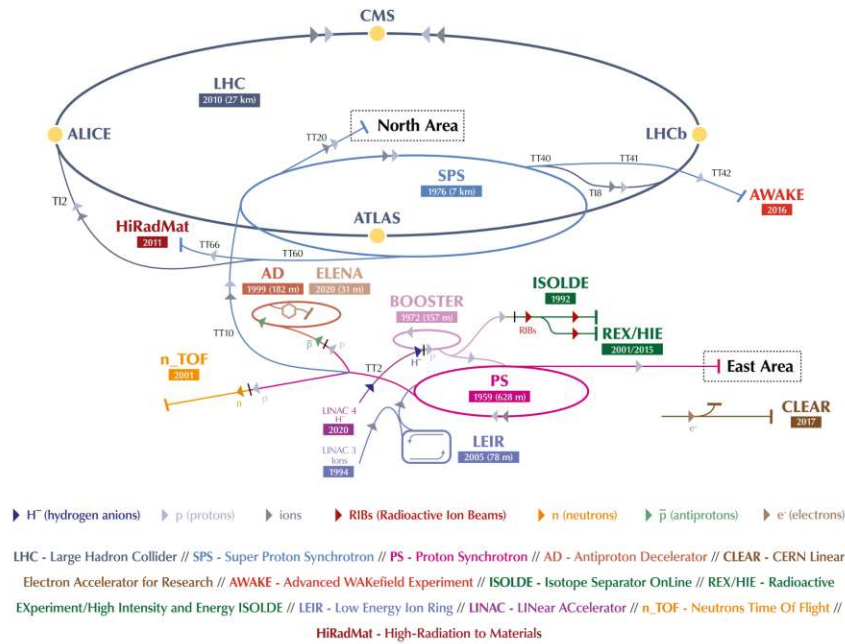 CMS
LHC
2010 (27 km)
ALICE
LHCb
TT20
North Area
TT40
TT41
TT42
SPS
1976 (7 km)
TI8
AWAKE
2016
TI2
HiRadMat
2011
ATLAS
TT66
TT60
AD
1999 (182 m)
ELENA
2020 (31 m)
ISOLDE
1992
BOOSTER
1972 (157 m)
RIBs
REX/HIE
2001/2015
TT10
p̅
p
H⁻
p
TT2
n_TOF
2001
n
p
East Area
PS
1959 (628 m)
LINAC 4
H⁻
2020
CLEAR
2017
e⁻
LINAC 3
Ions
1994
LEIR
2005 (78 m)
H⁻ (hydrogen anions)
p (protons)
ions
RIBs (Radioactive Ion Beams)
n (neutrons)
p̅ (antiprotons)
e⁻ (electrons)
LHC - Large Hadron Collider // SPS - Super Proton Synchrotron // PS - Proton Synchrotron // AD - Antiproton Decelerator // CLEAR - CERN Linear
Electron Accelerator for Research // AWAKE - Advanced WAKefield Experiment // ISOLDE - Isotope Separator OnLine // REX/HIE - Radioactive
EXperiment/High Intensity and Energy ISOLDE // LEIR - Low Energy Ion Ring // LINAC - LINear ACcelerator // n_TOF - Neutrons Time Of Flight //
HiRadMat - High-Radiation to Materials